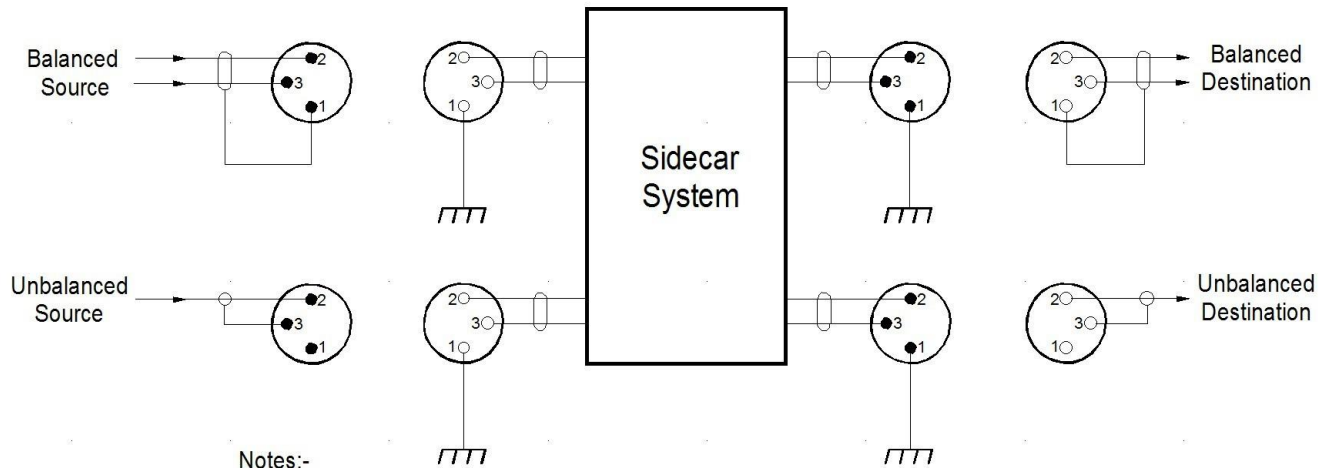 Balanced
Source
2
3
1
2
3
1
Sidecar
System
2
3
1
2
3
1
Balanced
Destination
Unbalanced
Source
2
3
1
2
3
1
2
3
1
2
3
1
Unbalanced
Destination
Notes:-